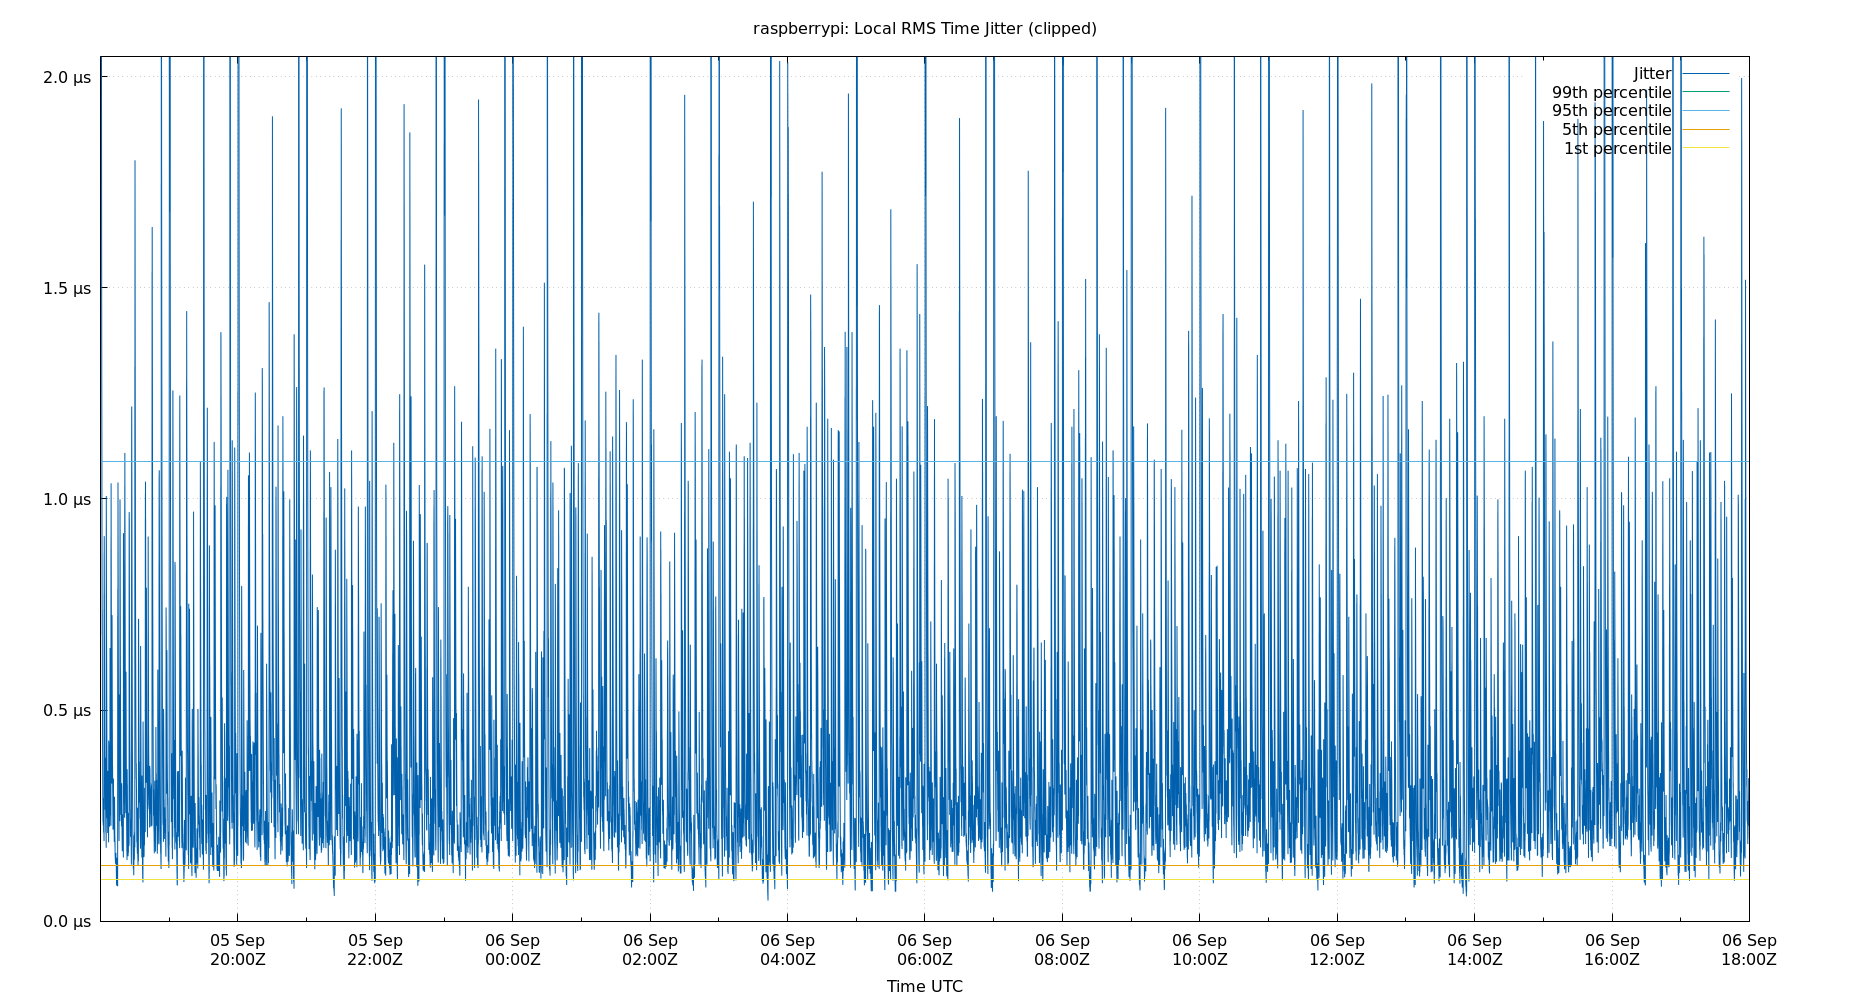 raspberrypi: Local RMS Time Jitter (clipped)
2.0 µs
1.5 µs
1.0 µs
0.5 µs
0.0 µs
Jitter
99th percentile
95th percentile
5th percentile
1st percentile
05 Sep 05 Sep 06 Sep 06 Sep 06 Sep 06 Sep 06 Sep 06 Sep 06 Sep 06 Sep 06 Sep 06 Sep
20:00Z 22:00Z 00:00Z 02:00Z 04:00Z 06:00Z 08:00Z 10:00Z 12:00Z 14:00Z 16:00Z 18:00Z
Time UTC